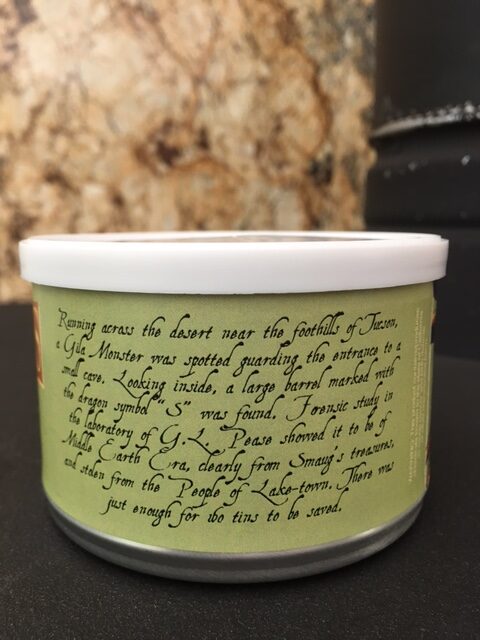 Running across the desert near the foothills of Tucson,
a Gila Monster was spotted guarding the entrance to a
small cave. Looking inside, a large barrel marked with
the dragon symbol "S" was found. Forensic study in
the laboratory of G.L. Pease showed it to be of
Middle Earth Era, clearly from Smaug's treasures,
and stolen from the People of Lake-town. There was
just enough for 160 tins to be saved.